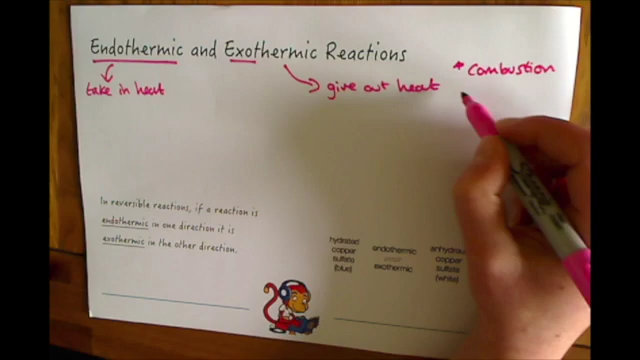 Endothermic and Exothermic Reactions
take in heat
give out heat
* combustion
In reversible reactions, if a reaction is
endothermic in one direction it is
exothermic in the other direction.
hydrated
copper
sulfate
(blue)
endothermic
exothermic
anhydrou
copper
sulfate
(white)